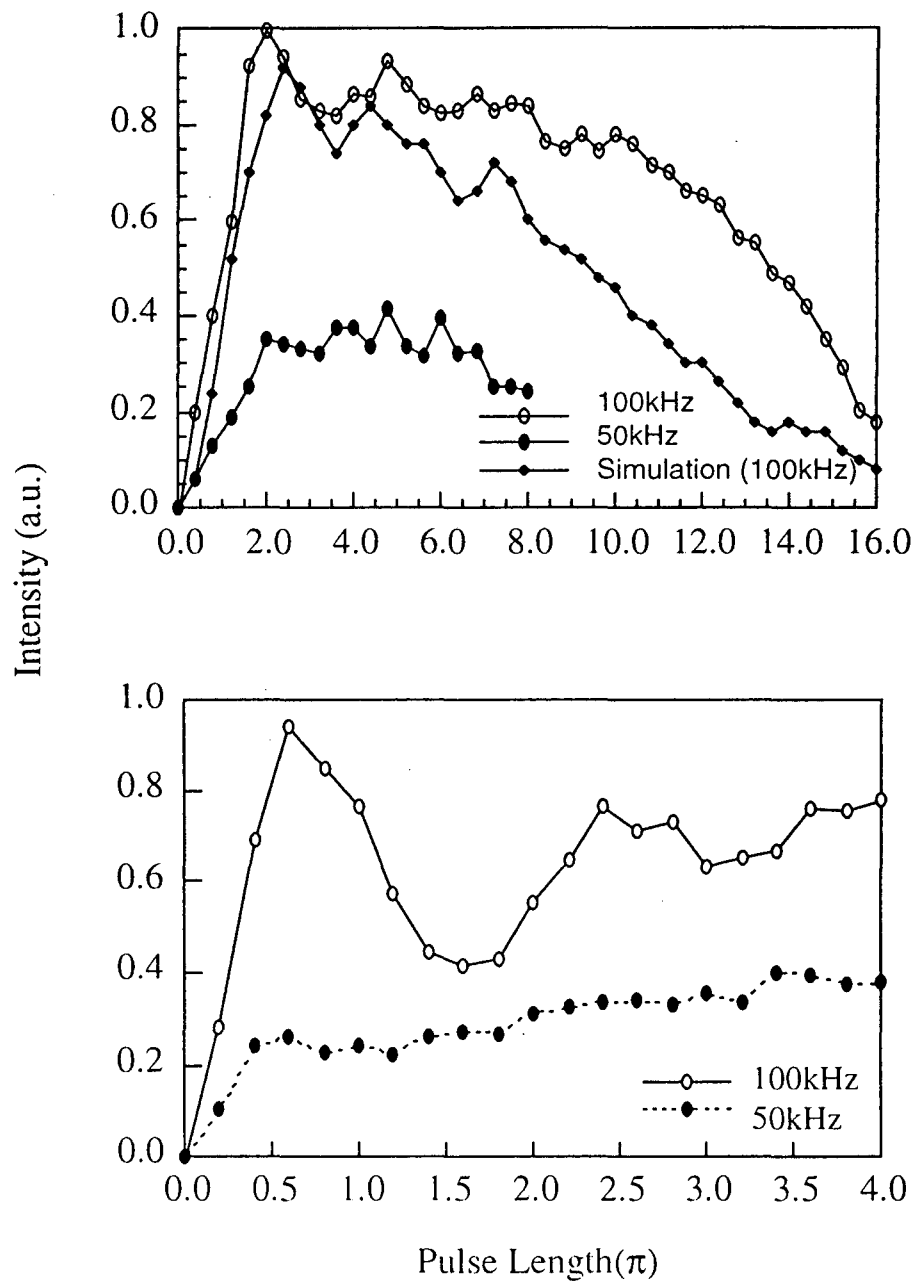 1.0
0.8
0.6
0.4
0.2
0.0
0.0 2.0 4.0 6.0 8.0 10.0 12.0 14.0 16.0
100kHz
50kHz
Simulation (100kHz)
Intensity (a.u.)
1.0
0.8
0.6
0.4
0.2
0.0
0.0 0.5 1.0 1.5 2.0 2.5 3.0 3.5 4.0
100kHz
50kHz
Pulse Length(π)